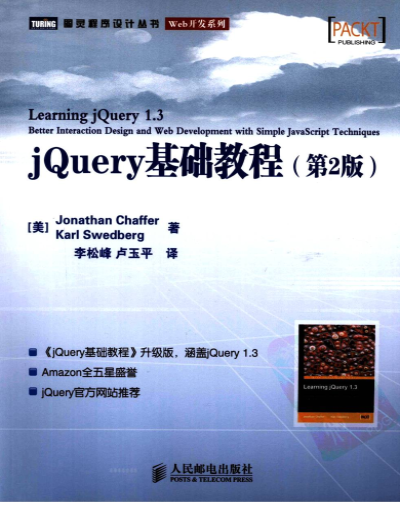 TURING 图灵程序设计丛书 Web开发系列
[PACKT]
PUBLISHING
Learning jQuery 1.3
Better Interaction Design and Web Development with Simple JavaScript Techniques
jQuery基础教程(第2版)
[美] Jonathan Chaffer
Karl Swedberg 著
李松峰 卢玉平 译
《jQuery基础教程》升级版,涵盖jQuery 1.3
Amazon全五星盛誉
jQuery官方网站推荐
Learning jQuery 1.3
人民邮电出版社
POSTS & TELECOM PRESS